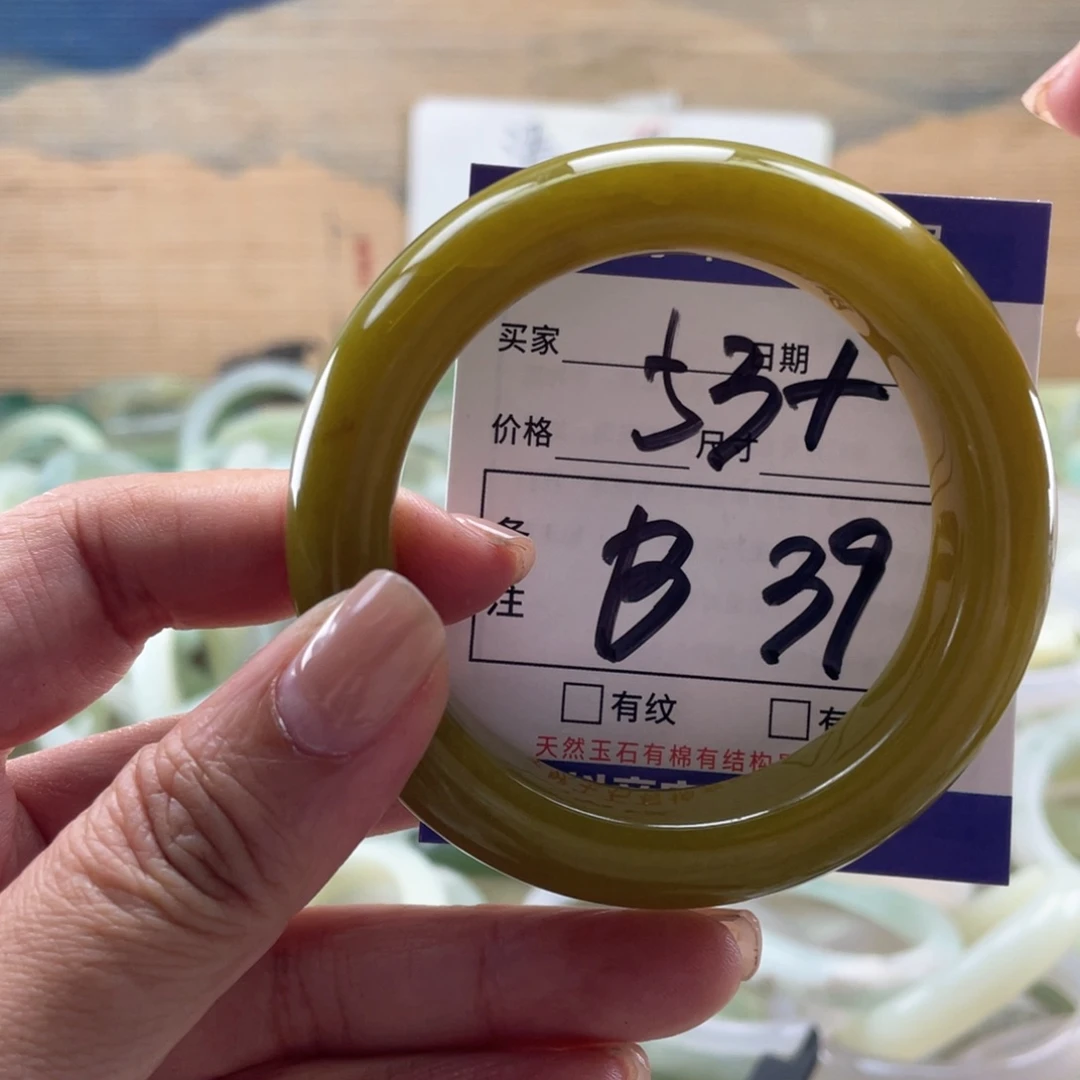 买家 日期
53+
价格 尺寸
备注
B 39
□有纹 □有
天然玉石有棉有结构